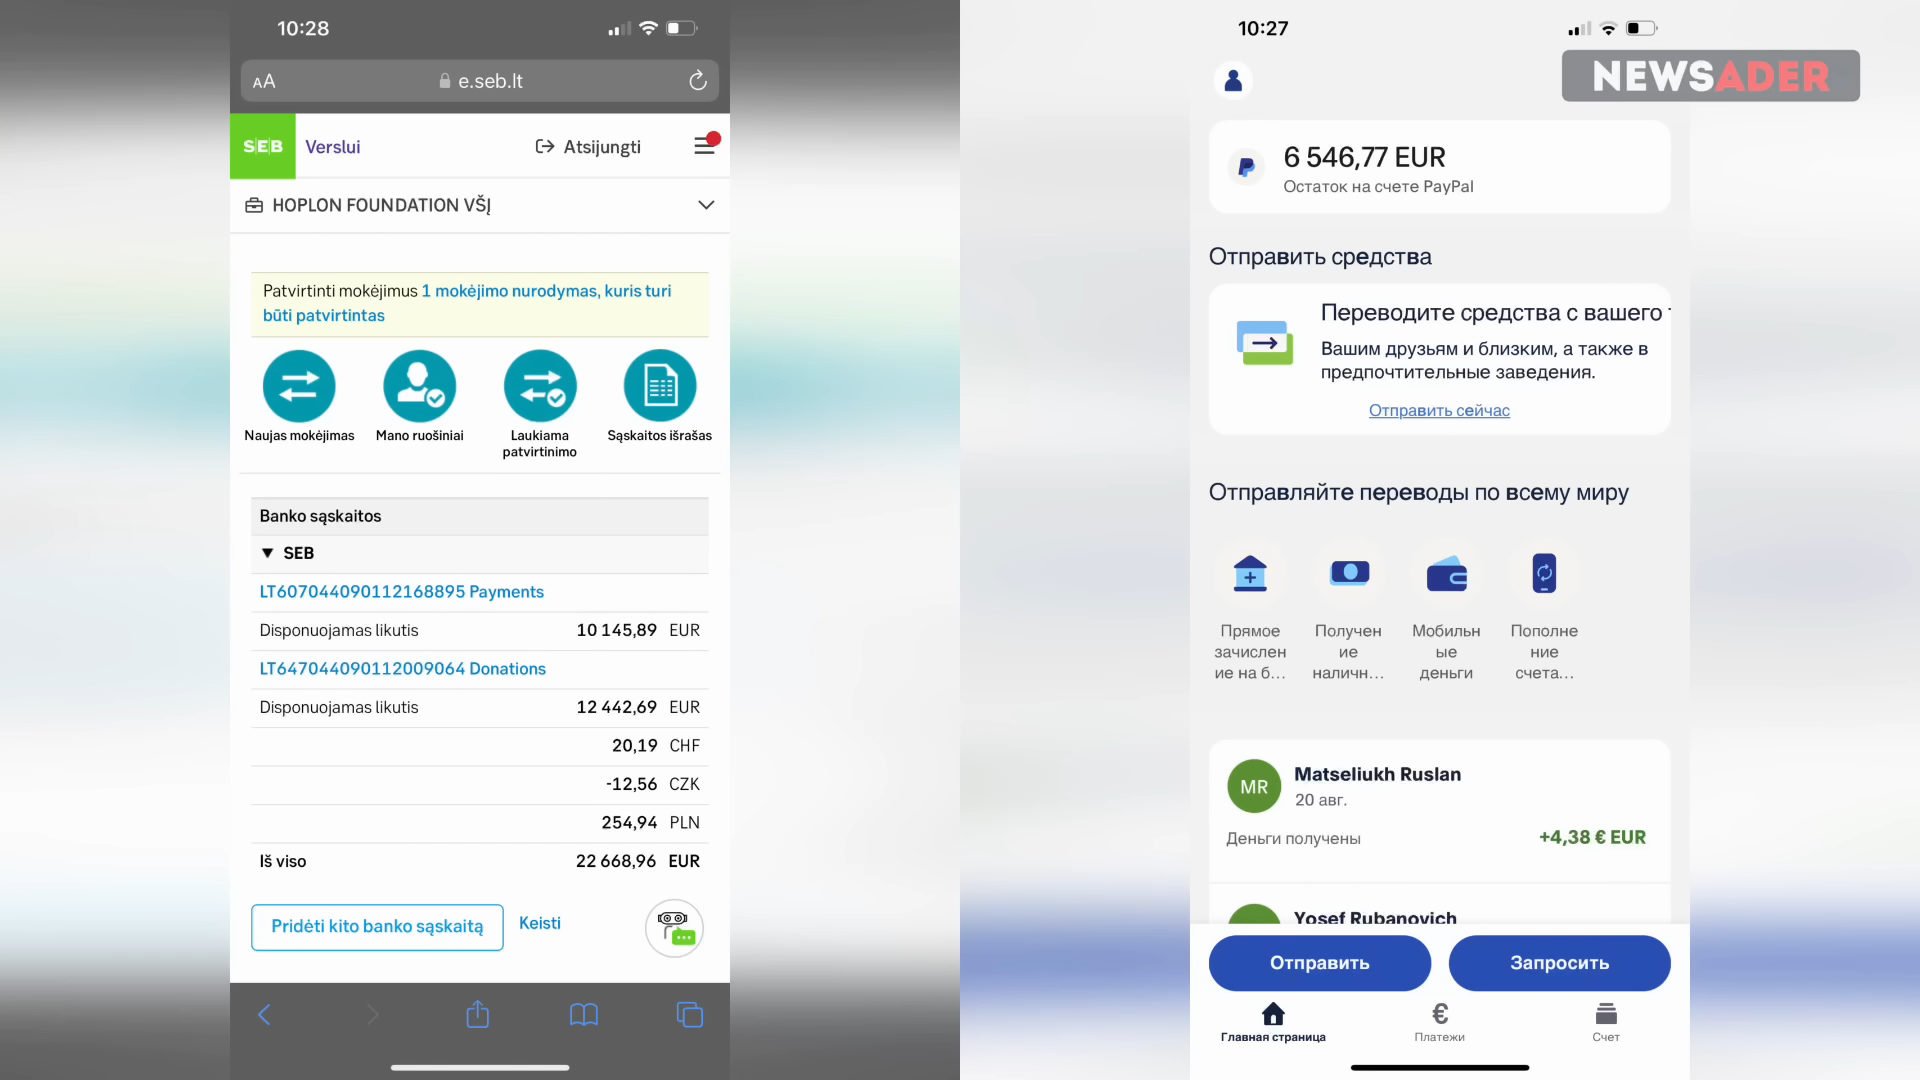 10:28
AA
e.seb.lt
SEB
Verslui
Atsijungti
HOPLON FOUNDATION VŠĮ
Patvirtinti mokėjimus 1 mokėjimo nurodymas, kuris turi
būti patvirtintas
Naujas mokėjimas
Mano ruošiniai
Laukiama
patvirtinimo
Sąskaitos išrašas
Banko sąskaitos
▼ SEB
LT607044090112168895 Payments
Disponuojamas likutis 10 145,89 EUR
LT647044090112009064 Donations
Disponuojamas likutis 12 442,69 EUR
20,19 CHF
-12,56 CZK
254,94 PLN
Iš viso 22 668,96 EUR
Pridėti kito banko sąskaitą
Keisti
10:27
NEWSADER
6 546,77 EUR
Остаток на счете PayPal
Отправить средства
Переводите средства с вашего
Вашим друзьям и близким, а также в
предпочтительные заведения.
Отправить сейчас
Отправляйте переводы по всему миру
Прямое
зачислен
ие на б...
Получен
ие
наличн...
Мобильн
ые
деньги
Пополне
ние
счета...
MR
Matseliukh Ruslan
20 авг.
Деньги получены
+4,38 € EUR
Yosef Rubanovich
Отправить
Запросить
Главная страница
€
Платежи
Счет